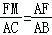 FM/AC = AF/AB